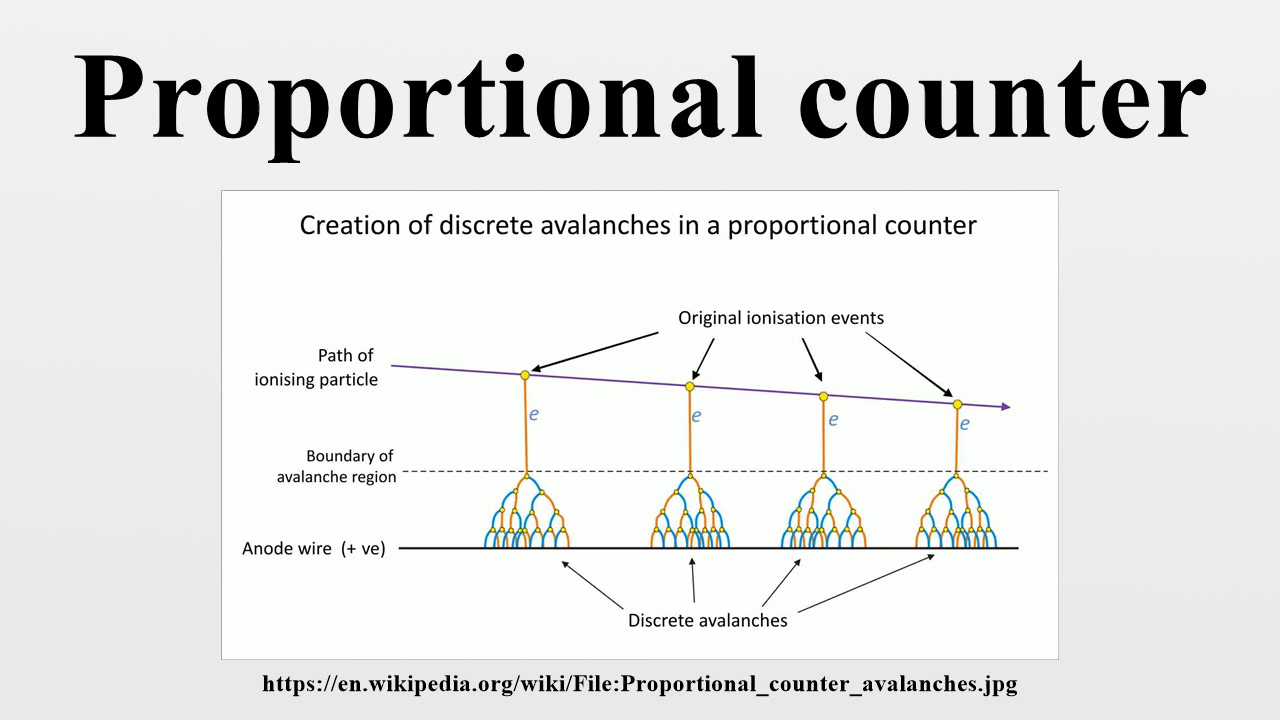 Proportional counter
Creation of discrete avalanches in a proportional counter
Original ionisation events
Path of
ionising particle
e
e
e
e
Boundary of
avalanche region
Anode wire (+ ve)
Discrete avalanches
https://en.wikipedia.org/wiki/File:Proportional_counter_avalanches.jpg